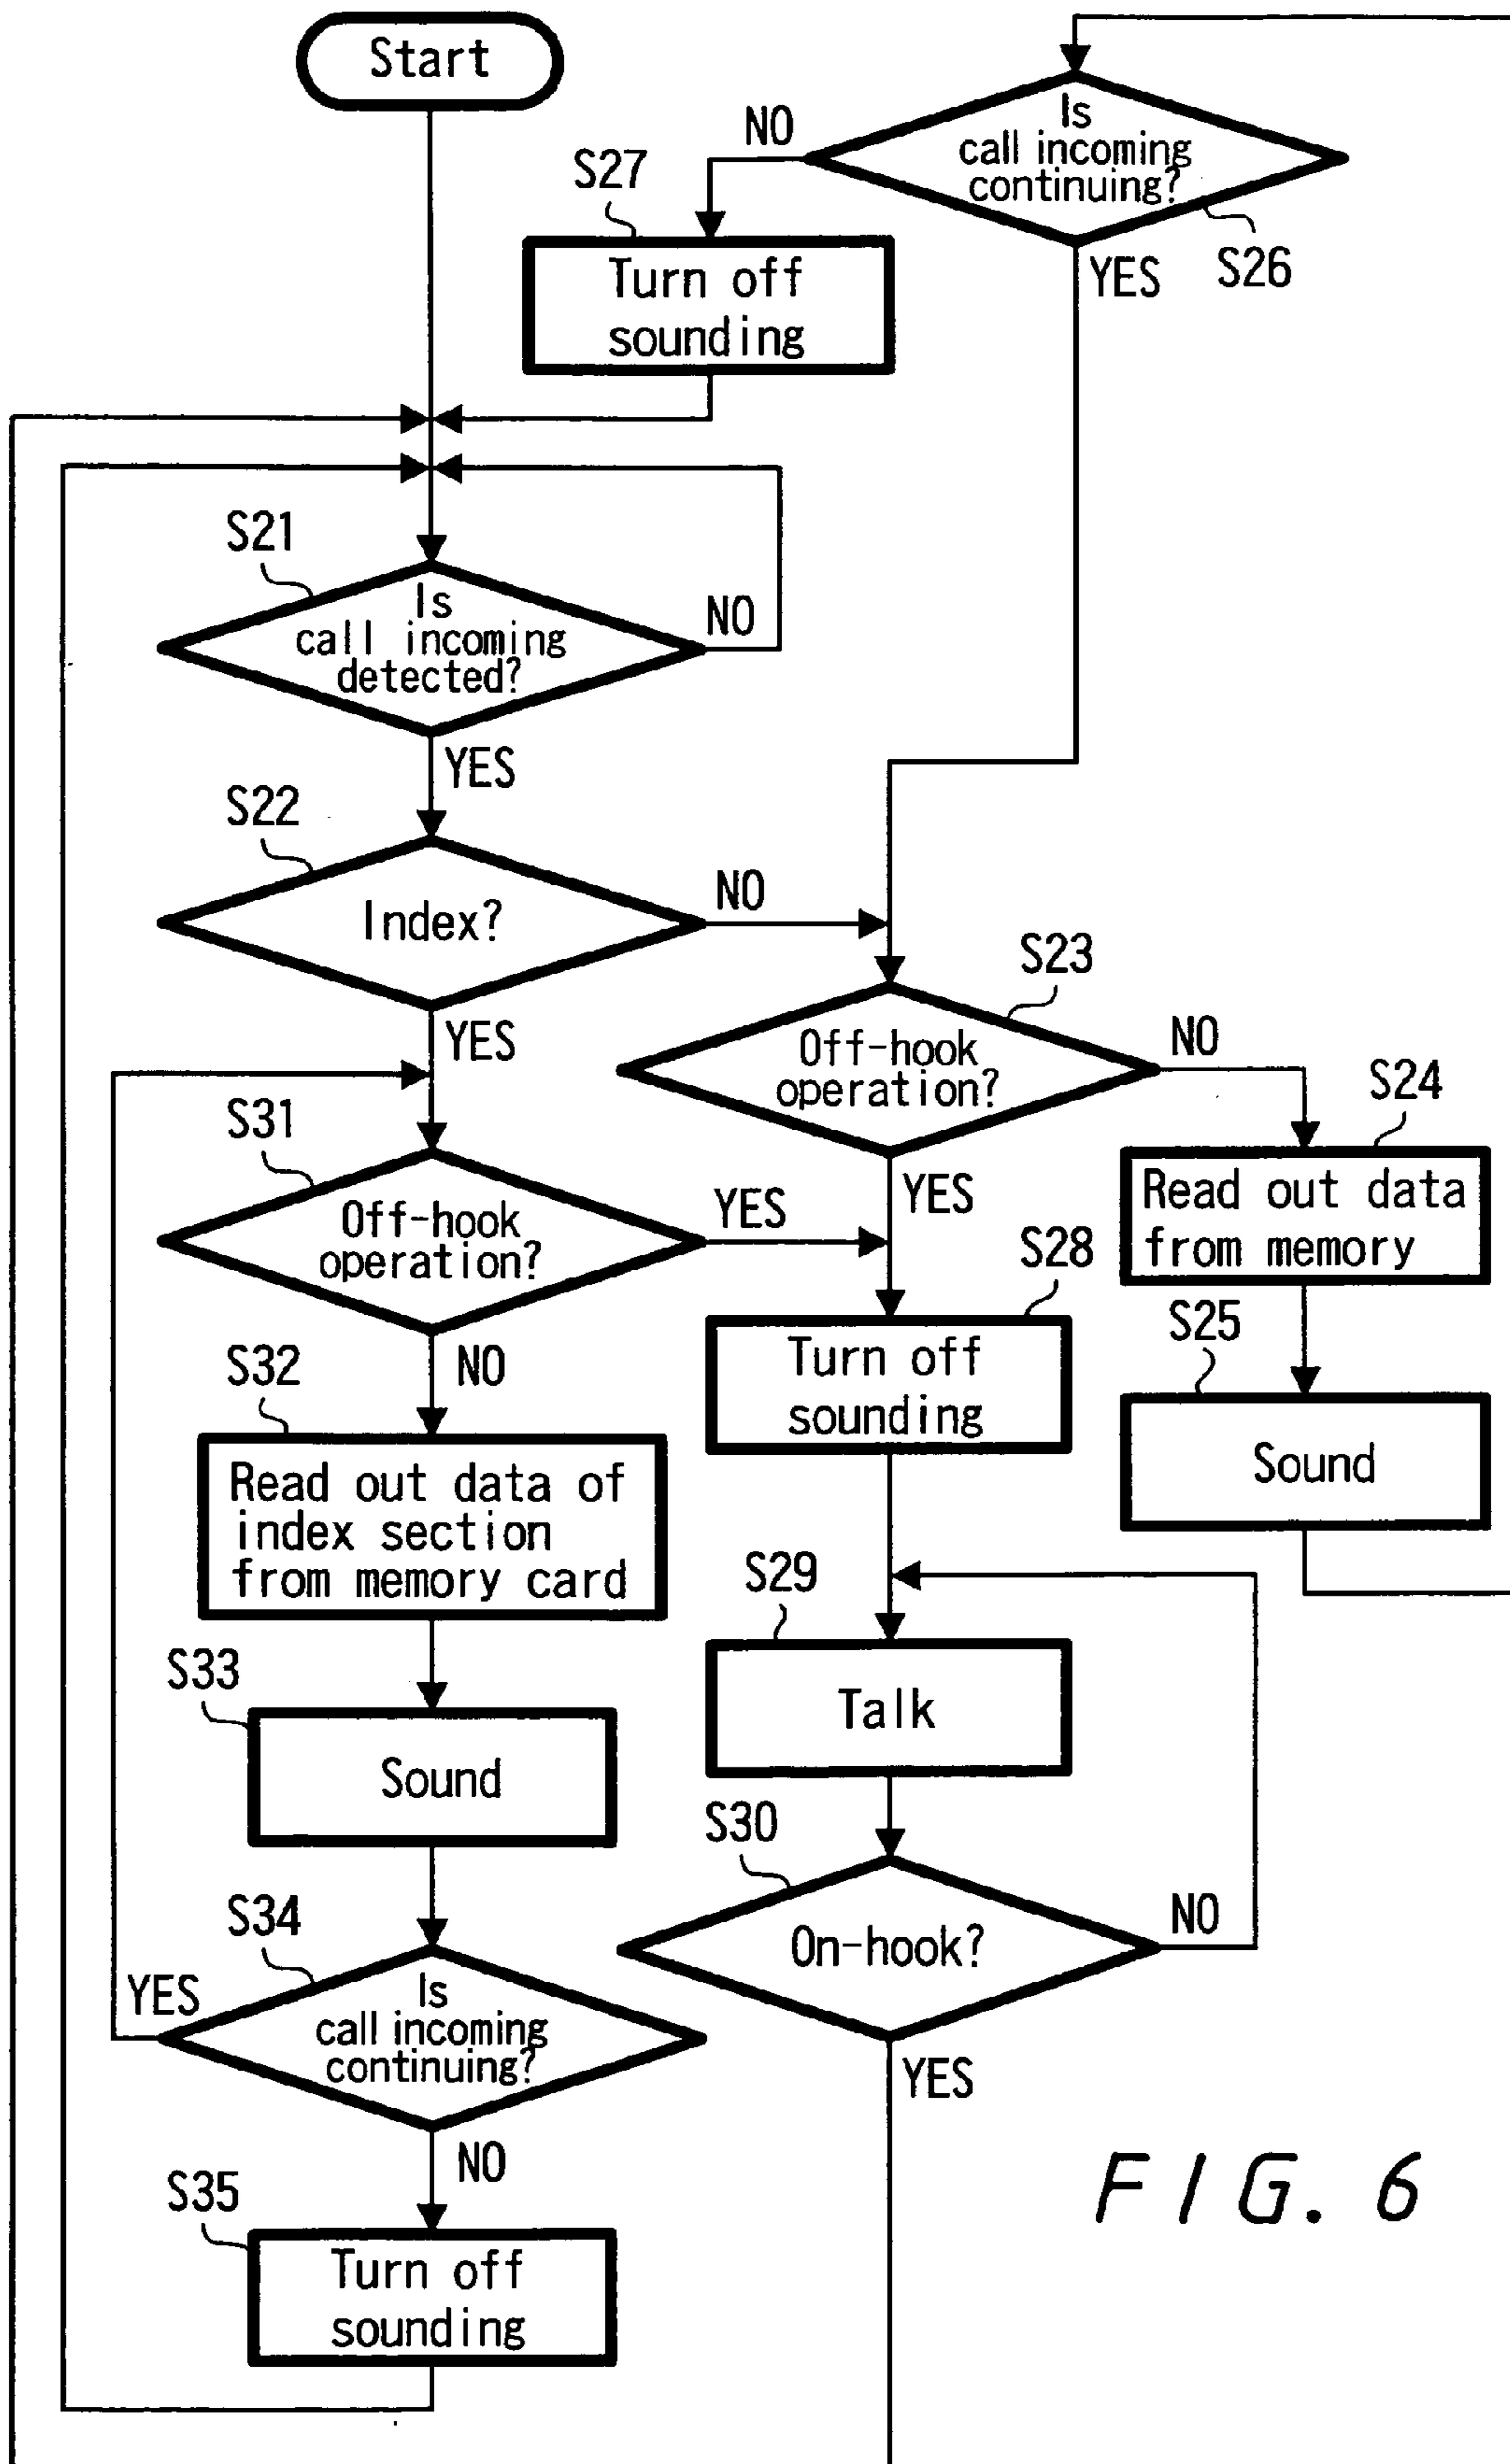 Start
Is
call incoming
continuing?
NO
S27
S26
YES
Turn off
sounding
S21
Is
call incoming
detected?
NO
YES
S22
Index?
NO
YES
S23
Off-hook
operation?
NO
YES
S24
Read out data
from memory
S31
Off-hook
operation?
YES
NO
S28
Turn off
sounding
S25
Sound
S32
Read out data of
index section
from memory card
S29
Talk
S33
Sound
S30
On-hook?
NO
YES
S34
Is
call incoming
continuing?
YES
NO
S35
Turn off
sounding
FIG. 6